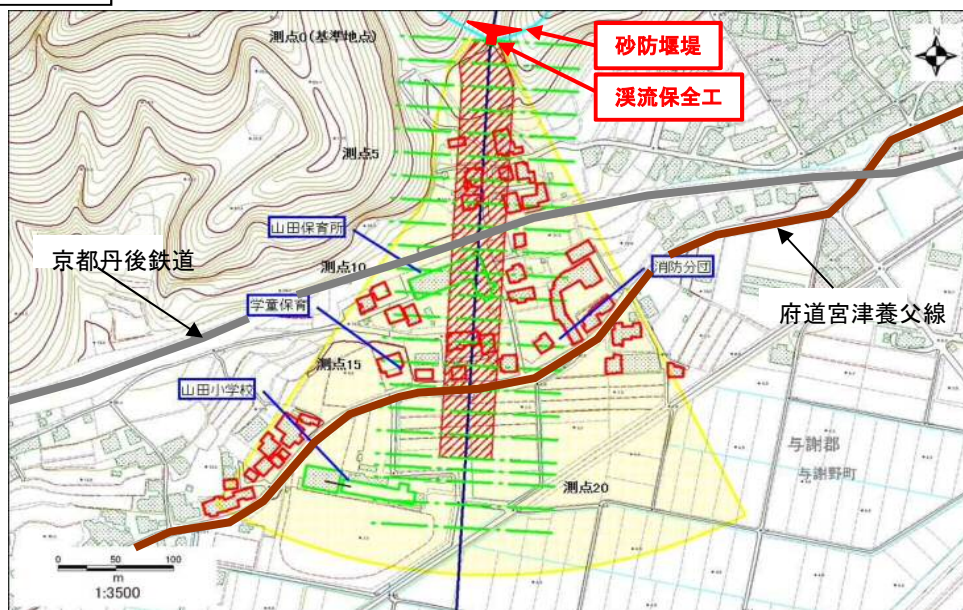 測点0(基準地点)
砂防堰堤
N
渓流保全工
測点5
山田保育所
京都丹後鉄道
測点10
消防分団
学童保育
府道宮津養父線
測点15
山田小学校
与謝郡
与謝野町
測点20
0 50 100
m
1:3500